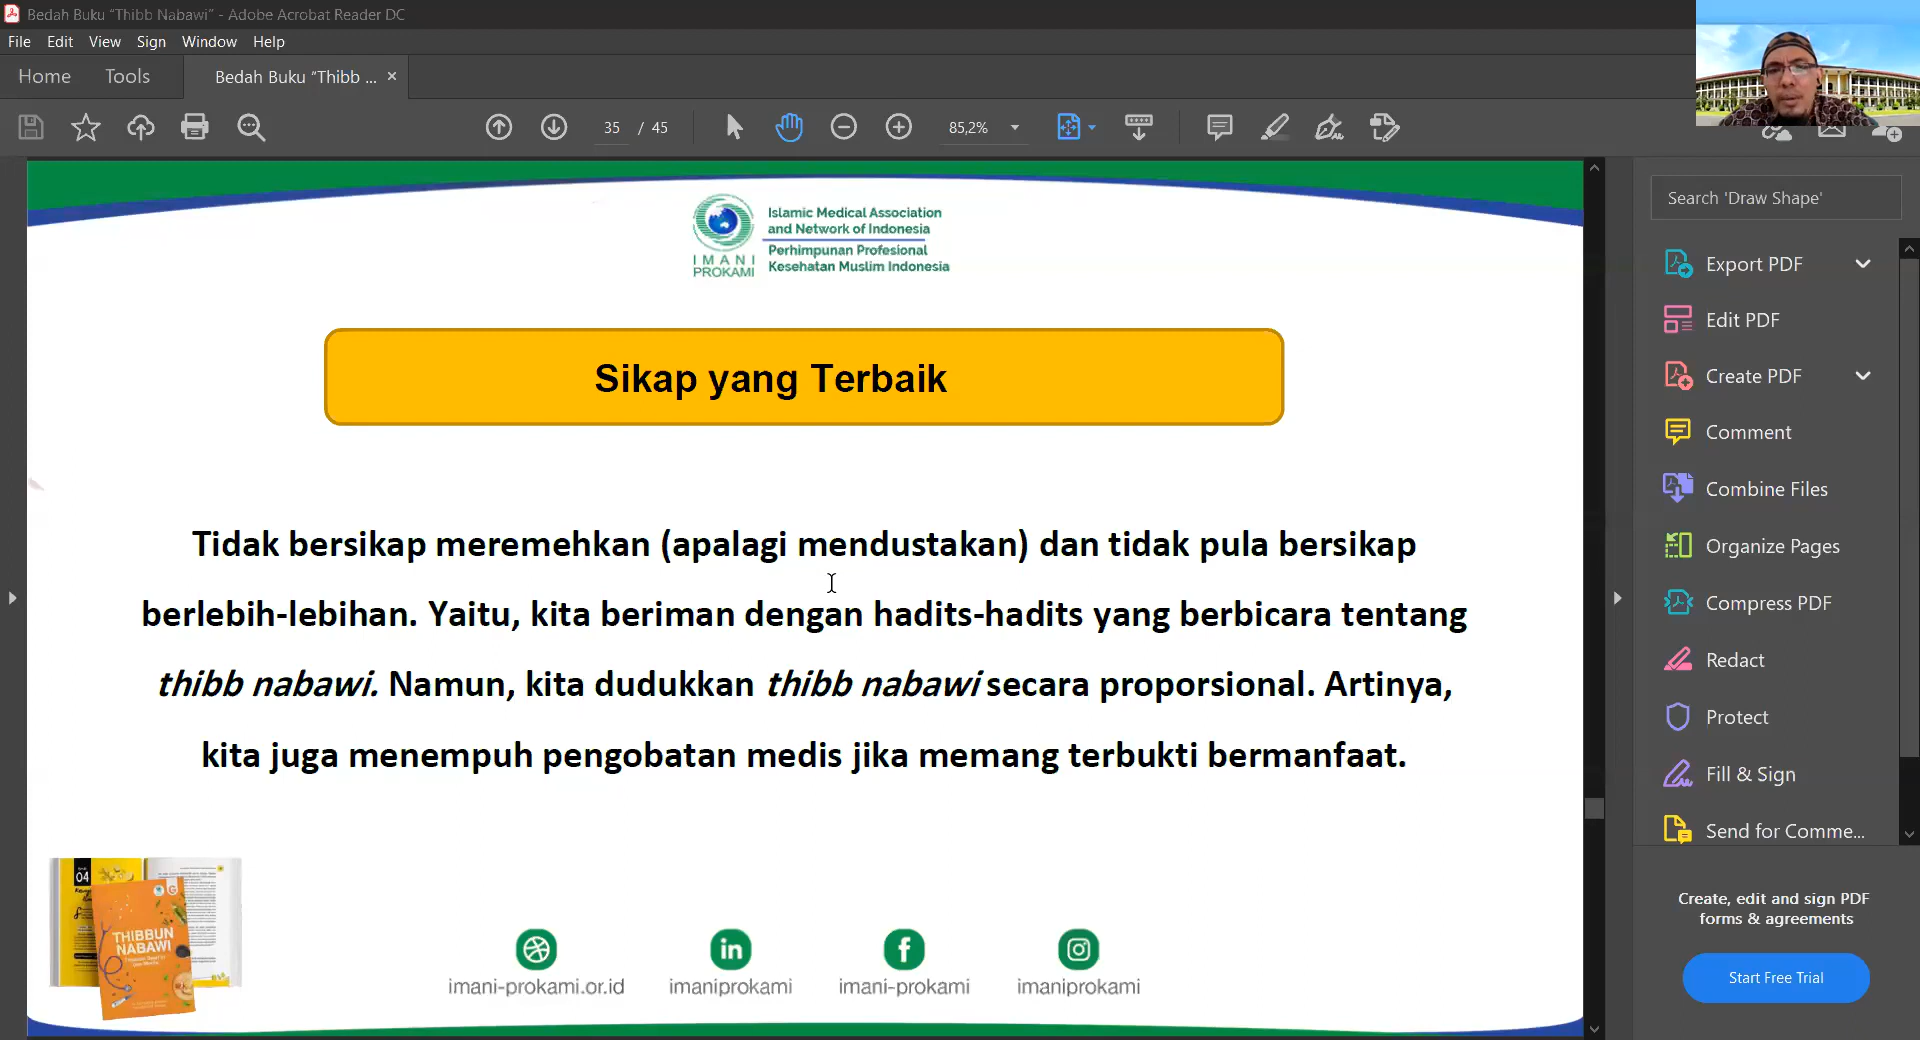 Bedah Buku “Thibb Nabawi” - Adobe Acrobat Reader DC
File Edit View Sign Window Help
Home Tools Bedah Buku “Thibb ... ×
35 / 45 85,2%
Islamic Medical Association
and Network of Indonesia
Perhimpunan Profesional
Kesehatan Muslim Indonesia
IMANI
PROKAMI
Sikap yang Terbaik
Tidak bersikap meremehkan (apalagi mendustakan) dan tidak pula bersikap
berlebih-lebihan. Yaitu, kita beriman dengan hadits-hadits yang berbicara tentang
thibb nabawi. Namun, kita dudukkan thibb nabawi secara proporsional. Artinya,
kita juga menempuh pengobatan medis jika memang terbukti bermanfaat.
04
THIBBUN
NABAWI
imani-prokami.or.id
imaniprokami
imani-prokami
imaniprokami
Search 'Draw Shape'
Export PDF
Edit PDF
Create PDF
Comment
Combine Files
Organize Pages
Compress PDF
Redact
Protect
Fill & Sign
Send for Comme...
Create, edit and sign PDF
forms & agreements
Start Free Trial